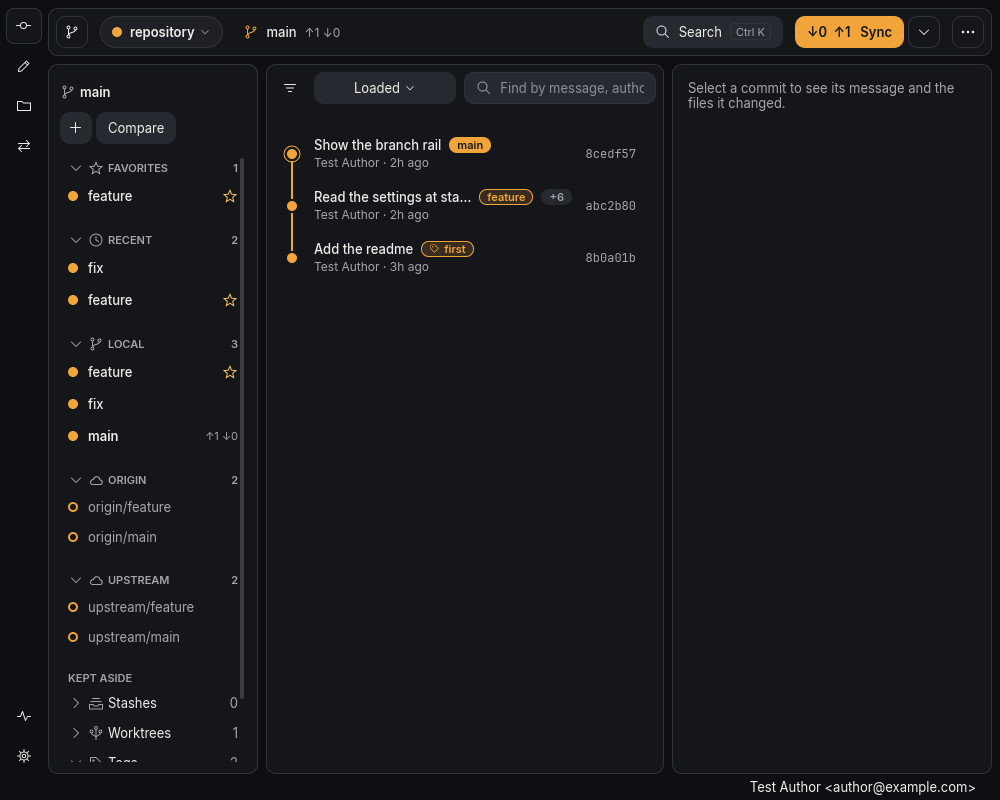 repository
main ↑1 ↓0
Search Ctrl K
↓0 ↑1 Sync
main
+ Compare
FAVORITES 1
feature
RECENT 2
fix
feature
LOCAL 3
feature
fix
main ↑1 ↓0
ORIGIN 2
origin/feature
origin/main
UPSTREAM 2
upstream/feature
upstream/main
KEPT ASIDE
Stashes 0
Worktrees 1
Loaded
Find by message, autho
Show the branch rail main
Test Author · 2h ago 8cedf57
Read the settings at sta... feature +6
Test Author · 2h ago abc2b80
Add the readme first
Test Author · 3h ago 8b0a01b
Select a commit to see its message and the
files it changed.
Test Author <author@example.com>